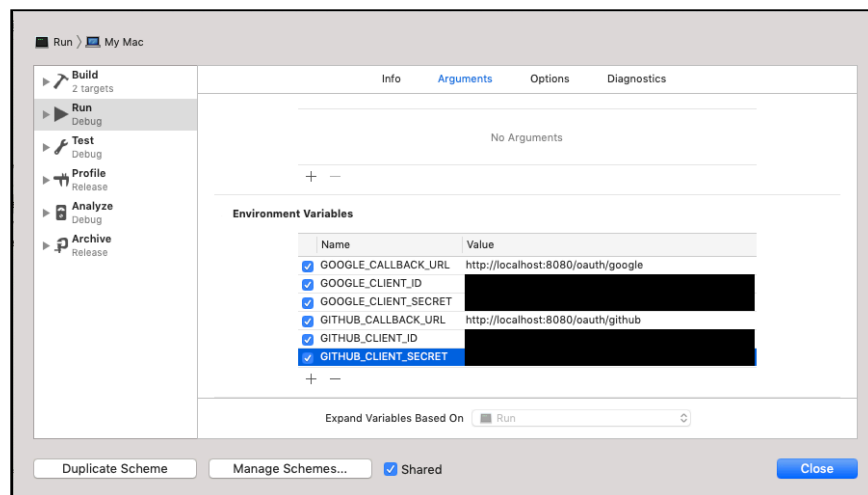 Run 〉 My Mac
Build
2 targets
Run
Debug
Test
Debug
Profile
Release
Analyze
Debug
Archive
Release
Info Arguments Options Diagnostics
No Arguments
Environment Variables
Name Value
GOOGLE_CALLBACK_URL http://localhost:8080/oauth/google
GOOGLE_CLIENT_ID
GOOGLE_CLIENT_SECRET
GITHUB_CALLBACK_URL http://localhost:8080/oauth/github
GITHUB_CLIENT_ID
GITHUB_CLIENT_SECRET
Expand Variables Based On Run
Duplicate Scheme Manage Schemes... Shared Close